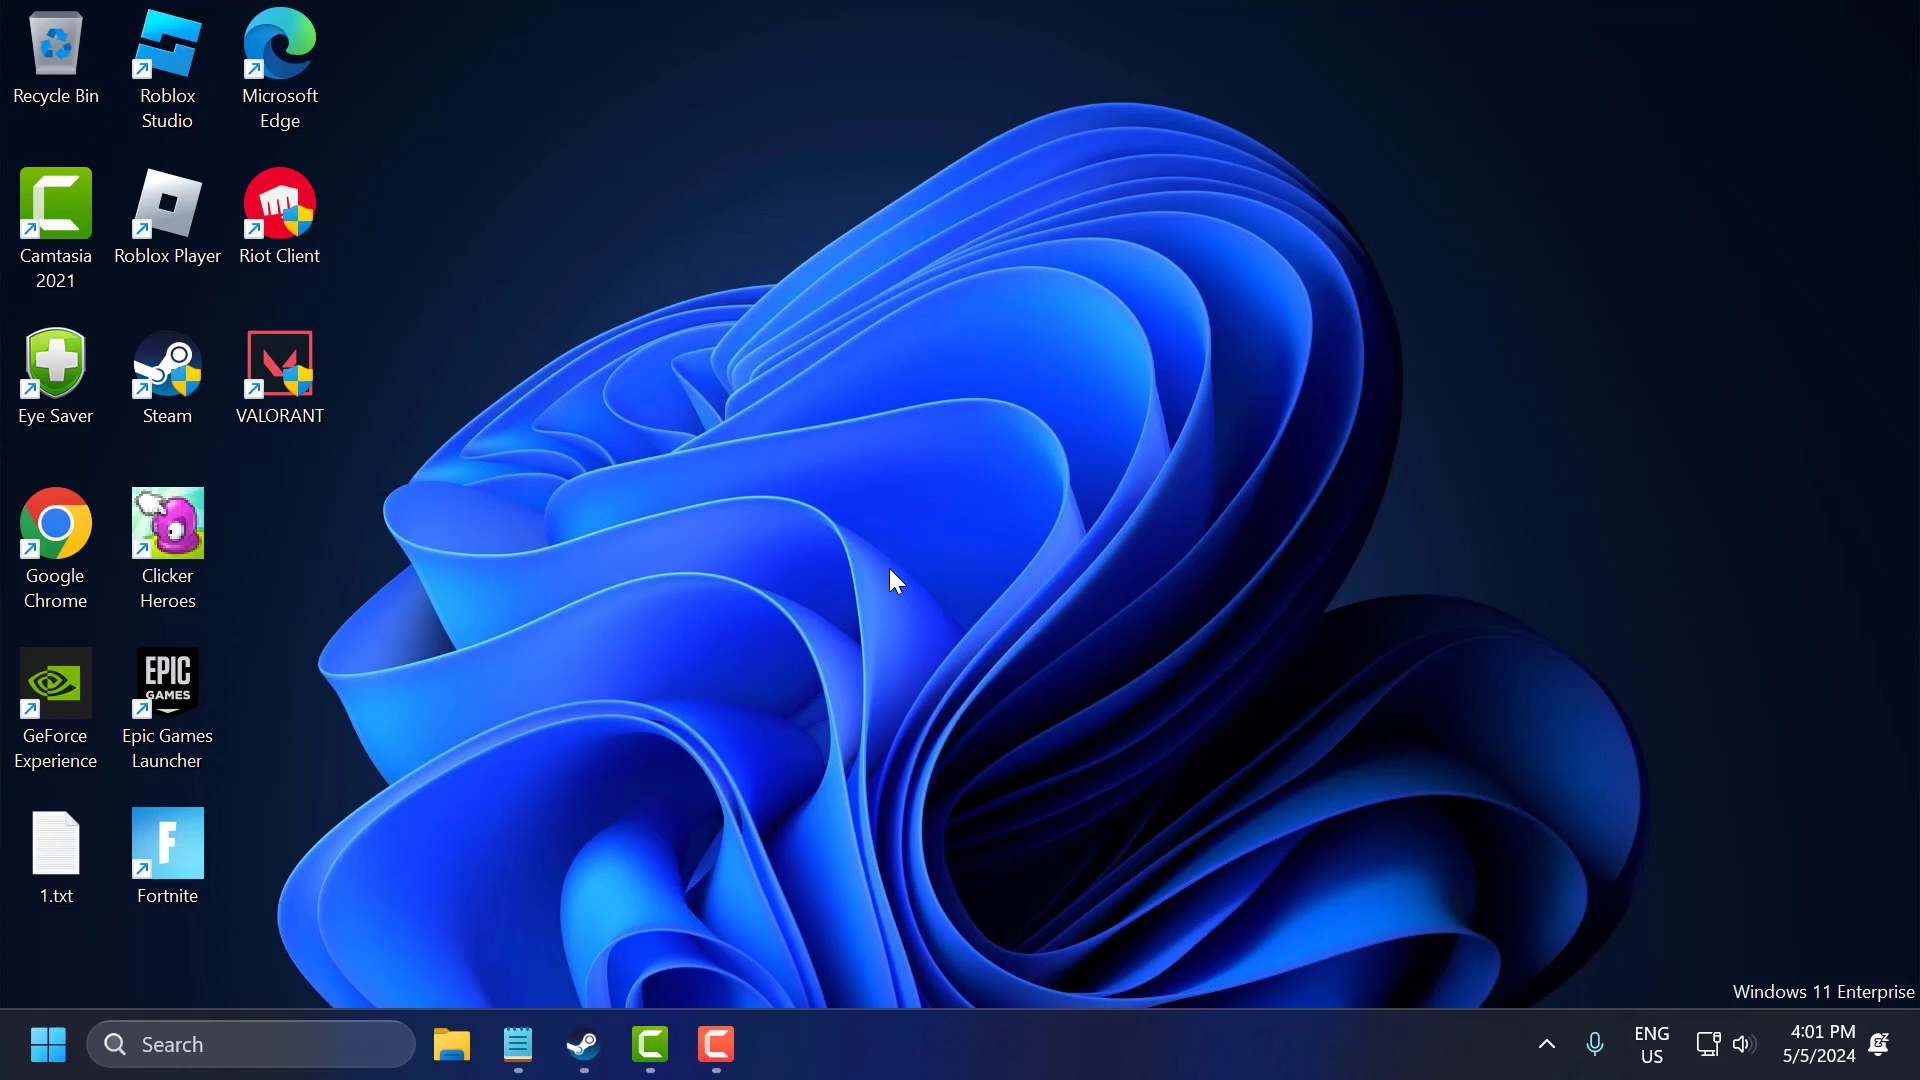 Recycle Bin
Roblox
Studio
Microsoft
Edge
Camtasia
2021
Roblox Player
Riot Client
Eye Saver
Steam
VALORANT
Google
Chrome
Clicker
Heroes
EPIC
GAMES
GeForce
Experience
Epic Games
Launcher
F
1.txt
Fortnite
Windows 11 Enterprise
Search
ENG
US
4:01 PM
5/5/2024